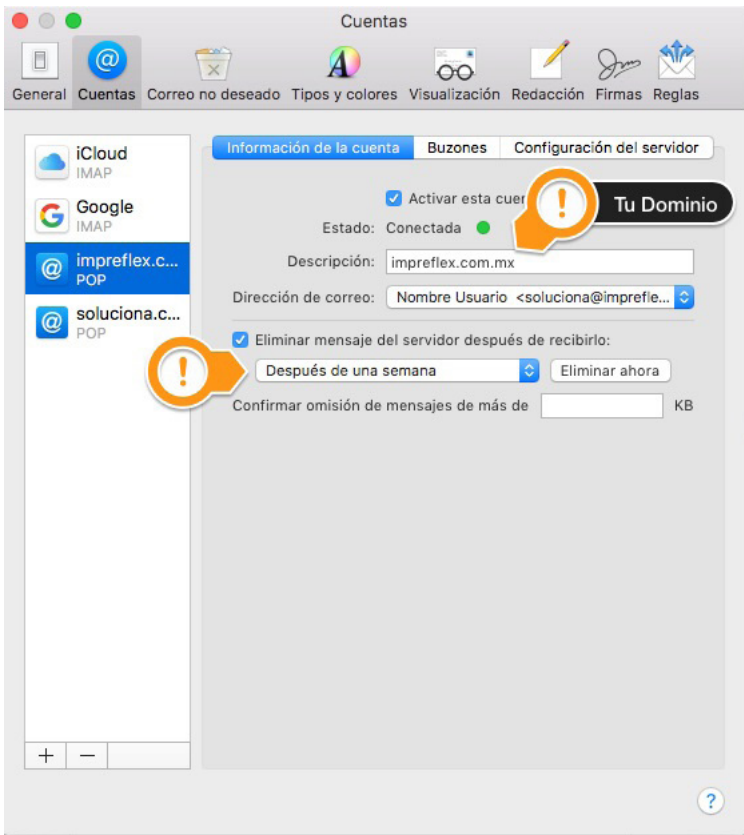 Cuentas
General Cuentas Correo no deseado Tipos y colores Visualización Redacción Firmas Reglas
iCloud
IMAP
Google
IMAP
impreflex.c...
POP
soluciona.c...
POP
Información de la cuenta Buzones Configuración del servidor
Activar esta cuen
Tu Dominio
Estado: Conectada
Descripción: impreflex.com.mx
Dirección de correo: Nombre Usuario <soluciona@imprefle...
Eliminar mensaje del servidor después de recibirlo:
Después de una semana Eliminar ahora
Confirmar omisión de mensajes de más de KB